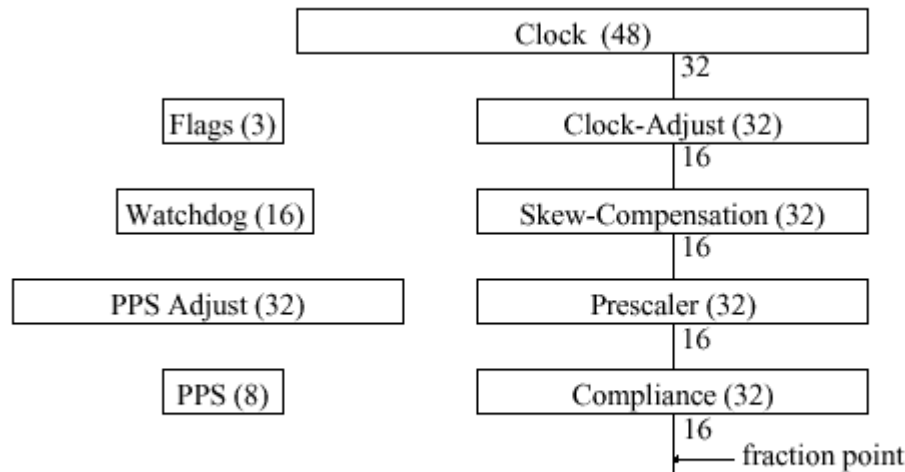 Clock (48)
32
Flags (3)
Clock-Adjust (32)
16
Watchdog (16)
Skew-Compensation (32)
16
PPS Adjust (32)
Prescaler (32)
16
PPS (8)
Compliance (32)
16
fraction point